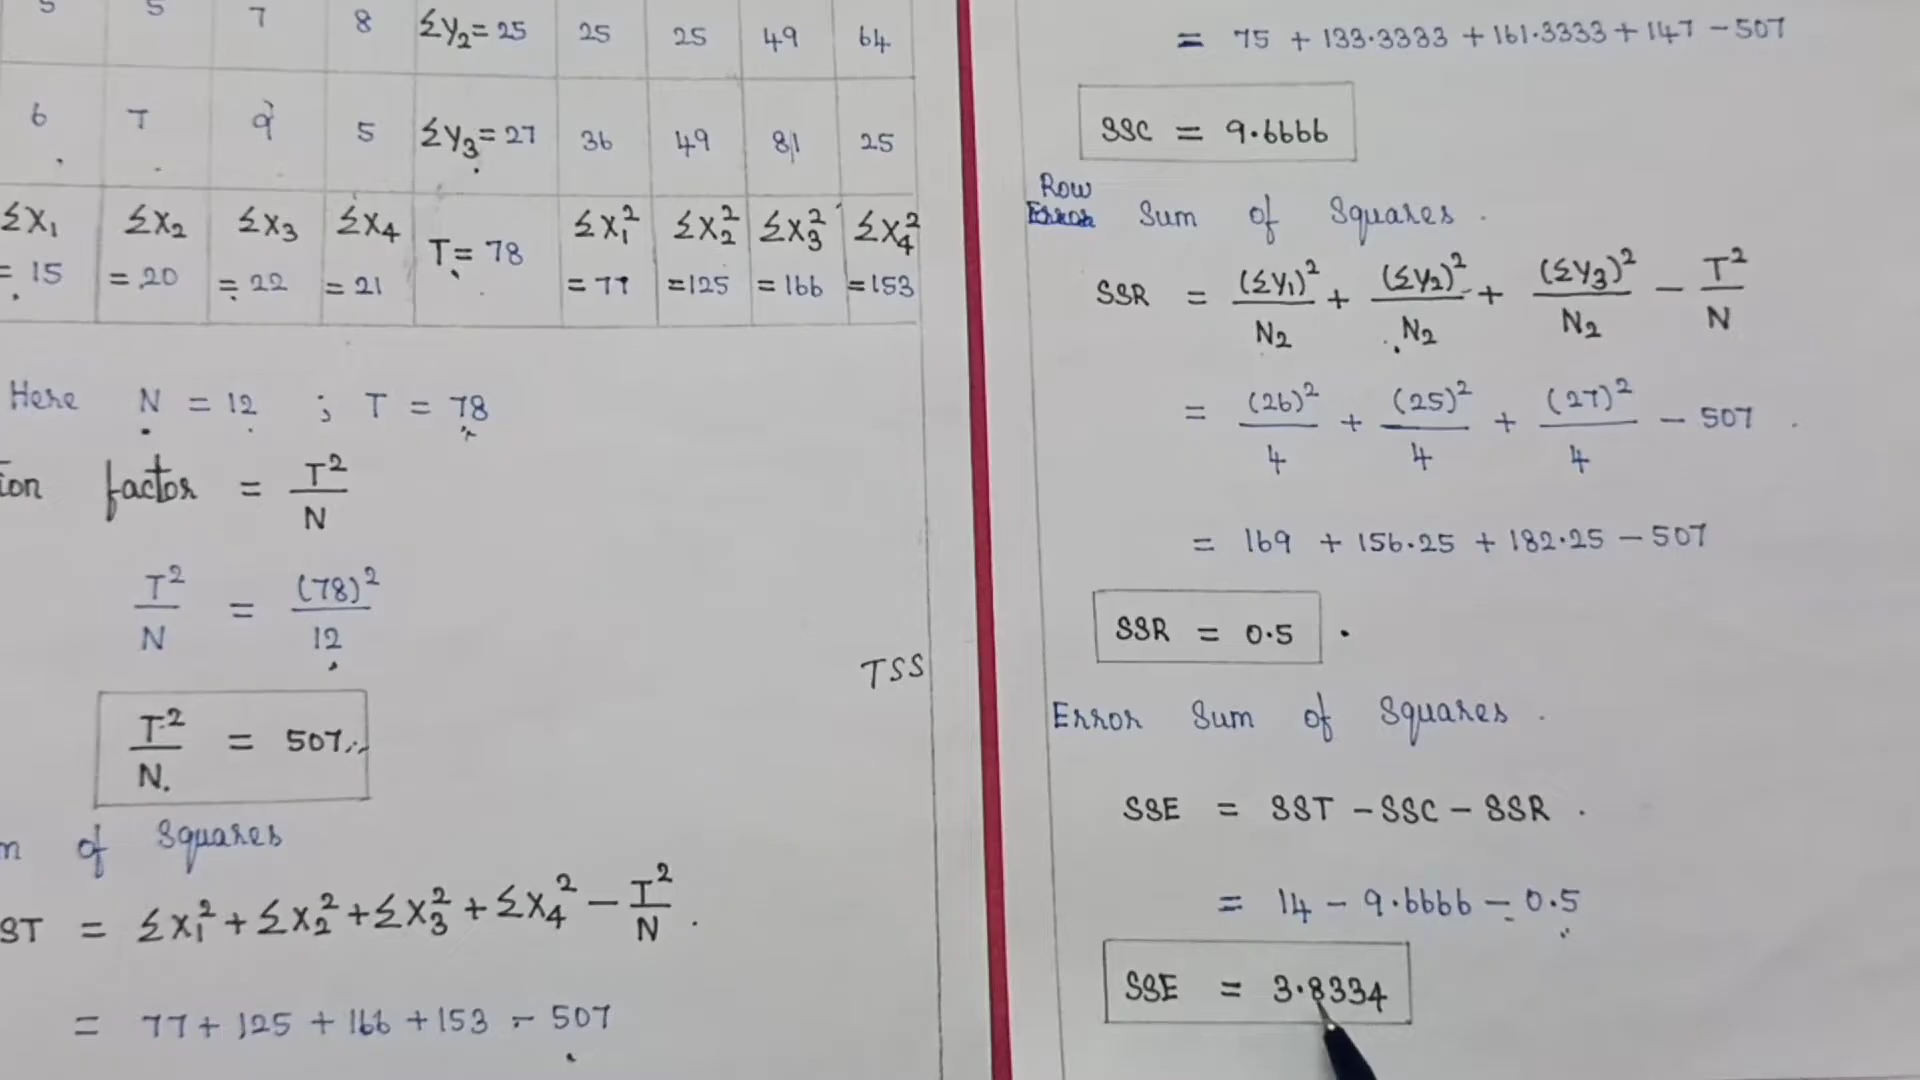 5 5 7 8 ΣY₂ = 25 25 25 49 64
6 7 9 5 ΣY₃ = 27 36 49 81 25
ΣX₁ ΣX₂ ΣX₃ ΣX₄ T = 78 ΣX₁² ΣX₂² ΣX₃² ΣX₄²
= 15 = 20 = 22 = 21 = 77 = 125 = 166 = 153
Here N = 12 ; T = 78
ion factor = T²/N
T²/N = (78)²/12
T²/N. = 507
TSS
m of Squares
ST = ΣX₁² + ΣX₂² + ΣX₃² + ΣX₄² - T²/N.
= 77 + 125 + 166 + 153 - 507
= 75 + 133.3333 + 161.3333 + 147 - 507
SSC = 9.6666
Row
Error Sum of Squares.
SSR = (ΣY₁)²/N₂ + (ΣY₂)²/N₂ + (ΣY₃)²/N₂ - T²/N
= (26)²/4 + (25)²/4 + (27)²/4 - 507.
= 169 + 156.25 + 182.25 - 507
SSR = 0.5
Error Sum of Squares.
SSE = SST - SSC - SSR.
= 14 - 9.6666 - 0.5
SSE = 3.8334